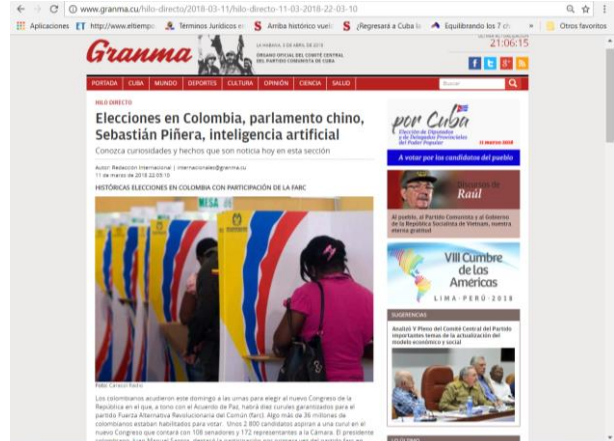 www.granma.cu/hilo-directo/2018-03-11/hilo-directo-11-03-2018-22-03-10
Aplicaciones
http://www.eltiempo
Términos Jurídicos e
Arriba histórico vuel
¿Regresará a Cuba l
Equilibrando los 7 ch
Otros favoritos
Granma
LA HABANA, 3 DE ABRIL DE 2018
ÓRGANO OFICIAL DEL COMITÉ CENTRAL
DEL PARTIDO COMUNISTA DE CUBA
21:06:15
PORTADA
CUBA
MUNDO
DEPORTES
CULTURA
OPINIÓN
CIENCIA
SALUD
Buscar
HILO DIRECTO
Elecciones en Colombia, parlamento chino,
Sebastián Piñera, inteligencia artificial
Conozca curiosidades y hechos que son noticia hoy en esta sección
Autor: Redacción Internacional | internacionales@granma.cu
11 de marzo de 2018 22:03:10
HISTÓRICAS ELECCIONES EN COLOMBIA CON PARTICIPACIÓN DE LA FARC
MESA
Foto: Caracol Radio
Los colombianos acudieron este domingo a las urnas para elegir al nuevo Congreso de la
República en el que, a tono con el Acuerdo de Paz, habrá diez curules garantizados para el
partido Fuerza Alternativa Revolucionaria del Común (farc). Algo más de 36 millones de
colombianos estaban habilitados para votar. Unos 2 800 candidatos aspiran a una curul en el
nuevo Congreso que contará con 108 senadores y 172 representantes a la Cámara. El presidente
por Cuba
Elección de Diputados
y de Delegados Provinciales
del Poder Popular
11 marzo 2018
A votar por los candidatos del pueblo
Discursos de
Raúl
Al pueblo, al Partido Comunista y al Gobierno
de la República Socialista de Vietnam, nuestra
eterna gratitud
VIII Cumbre
de las
Américas
LIMA-PERÚ-2018
SUGERENCIAS
Analizó V Pleno del Comité Central del Partido
importantes temas de la actualización del
modelo económico y social